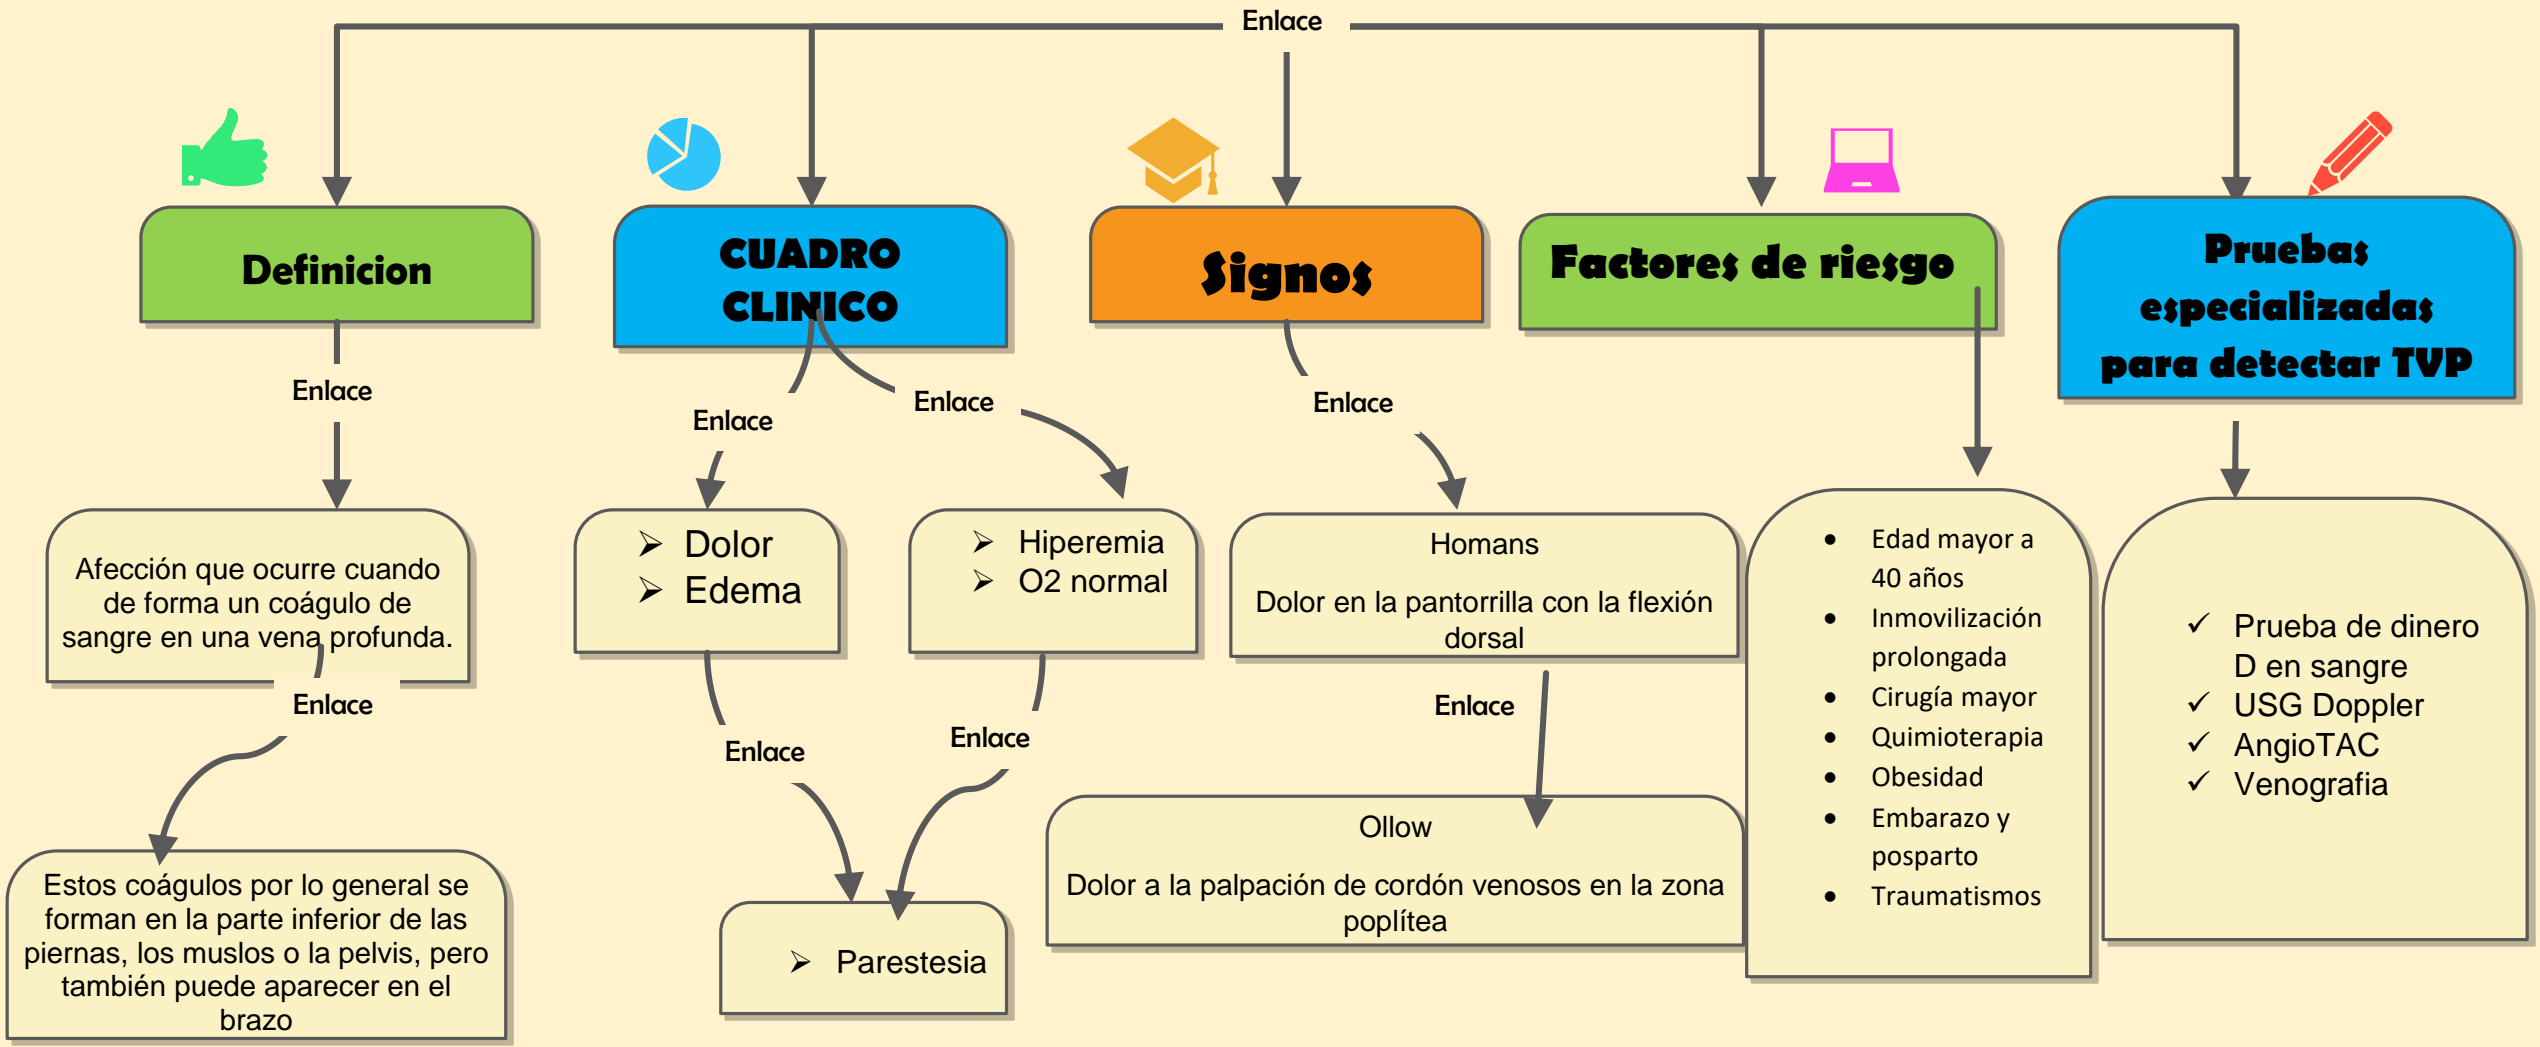 Enlace
Definicion
Enlace
Afección que ocurre cuando
de forma un coágulo de
sangre en una vena profunda.
Enlace
Estos coágulos por lo general se
forman en la parte inferior de las
piernas, los muslos o la pelvis, pero
también puede aparecer en el
brazo
CUADRO
CLINICO
Enlace
Enlace
➢ Dolor
➢ Edema
➢ Hiperemia
➢ O2 normal
Enlace
Enlace
➢ Parestesia
Signos
Enlace
Homans
Dolor en la pantorrilla con la flexión
dorsal
Enlace
Ollow
Dolor a la palpación de cordón venosos en la zona
poplítea
Factores de riesgo
• Edad mayor a
40 años
• Inmovilización
prolongada
• Cirugía mayor
• Quimioterapia
• Obesidad
• Embarazo y
posparto
• Traumatismos
Pruebas
especializadas
para detectar TVP
✓ Prueba de dinero
D en sangre
✓ USG Doppler
✓ AngioTAC
✓ Venografia